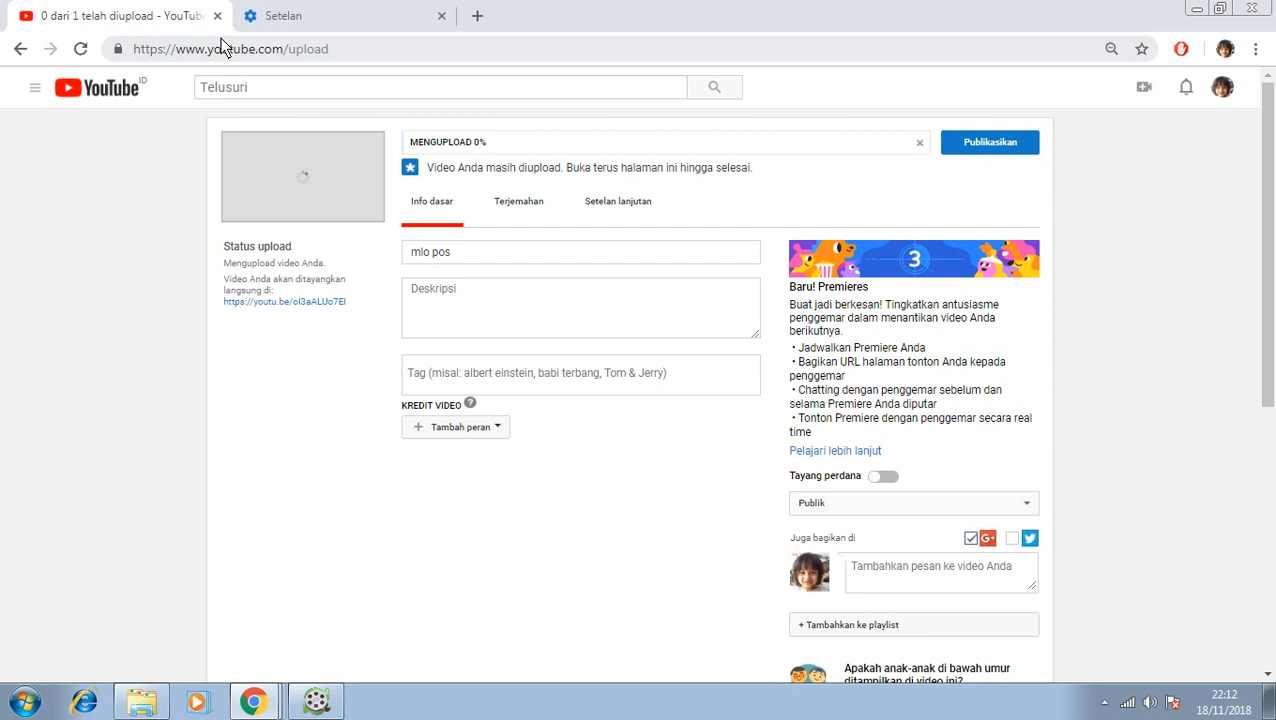 0 dari 1 telah diupload - YouTube
Setelan
https://www.youtube.com/upload
YouTube ID
Telusuri
MENGUPLOAD 0%
Publikasikan
Video Anda masih diupload. Buka terus halaman ini hingga selesai.
Info dasar
Terjemahan
Setelan lanjutan
Status upload
Mengupload video Anda.
Video Anda akan ditayangkan
langsung di:
https://youtu.be/oI3aALUo7EI
mlo pos
Deskripsi
Tag (misal: albert einstein, babi terbang, Tom & Jerry)
KREDIT VIDEO ?
+ Tambah peran
3
Baru! Premieres
Buat jadi berkesan! Tingkatkan antusiasme
penggemar dalam menantikan video Anda
berikutnya.
• Jadwalkan Premiere Anda
• Bagikan URL halaman tonton Anda kepada
penggemar
• Chatting dengan penggemar sebelum dan
selama Premiere Anda diputar
• Tonton Premiere dengan penggemar secara real
time
Pelajari lebih lanjut
Tayang perdana
Publik
Juga bagikan di
G+
Tambahkan pesan ke video Anda
+ Tambahkan ke playlist
Apakah anak-anak di bawah umur
ditampilkan di video ini?
22:12
18/11/2018